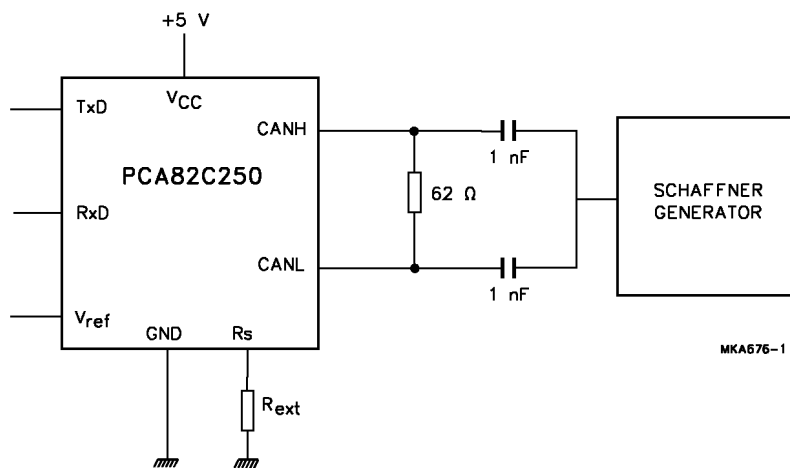 +5 V
VCC
TxD
CANH
1 nF
PCA82C250
62 Ω
SCHAFFNER
GENERATOR
RxD
CANL
1 nF
Vref
GND
Rs
MKA676-1
Rext